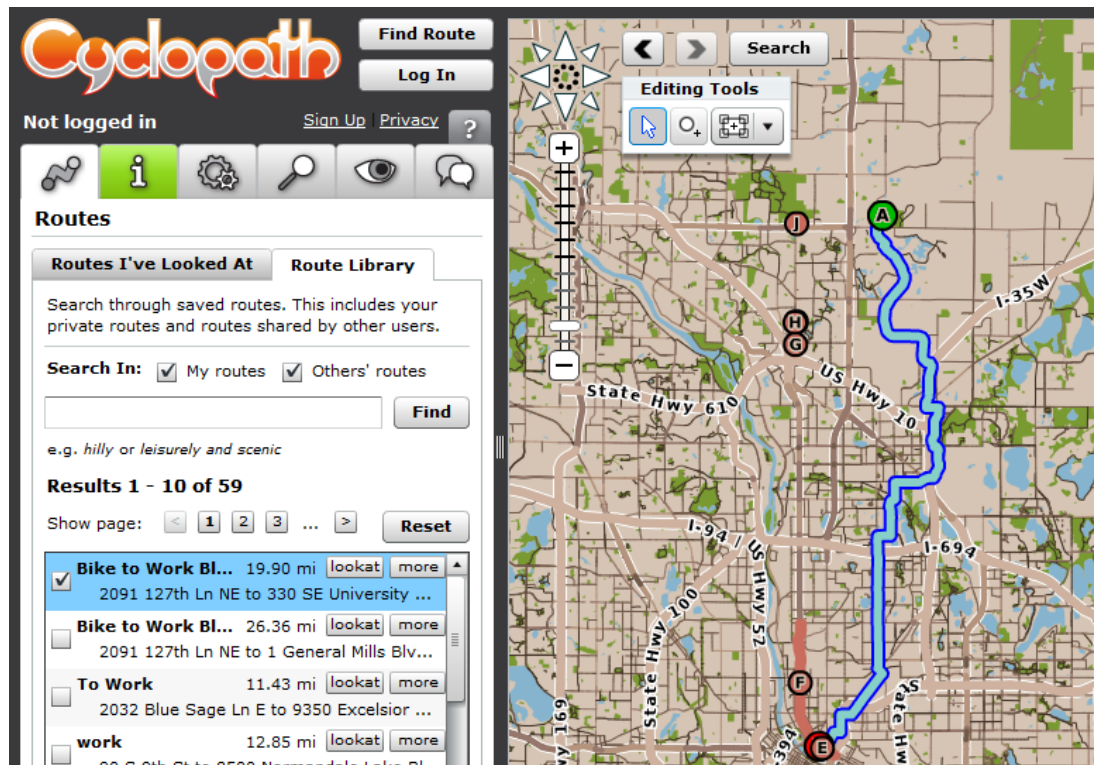 Cyclopath
Find Route
Log In
Not logged in
Sign Up | Privacy
?
i
Routes
Routes I've Looked At
Route Library
Search through saved routes. This includes your
private routes and routes shared by other users.
Search In: My routes Others' routes
Find
e.g. hilly or leisurely and scenic
Results 1 - 10 of 59
Show page: < 1 2 3 ... >
Reset
Bike to Work Bl... 19.90 mi lookat more
2091 127th Ln NE to 330 SE University ...
Bike to Work Bl... 26.36 mi lookat more
2091 127th Ln NE to 1 General Mills Blv...
To Work 11.43 mi lookat more
2032 Blue Sage Ln E to 9350 Excelsior ...
work 12.85 mi lookat more
Search
Editing Tools
+
−
A
J
H
G
F
E
I-35W
US Hwy 10
State Hwy 610
I-94 / US Hwy 52
I-694
State Hwy 100
State Hw
wy 169
-394